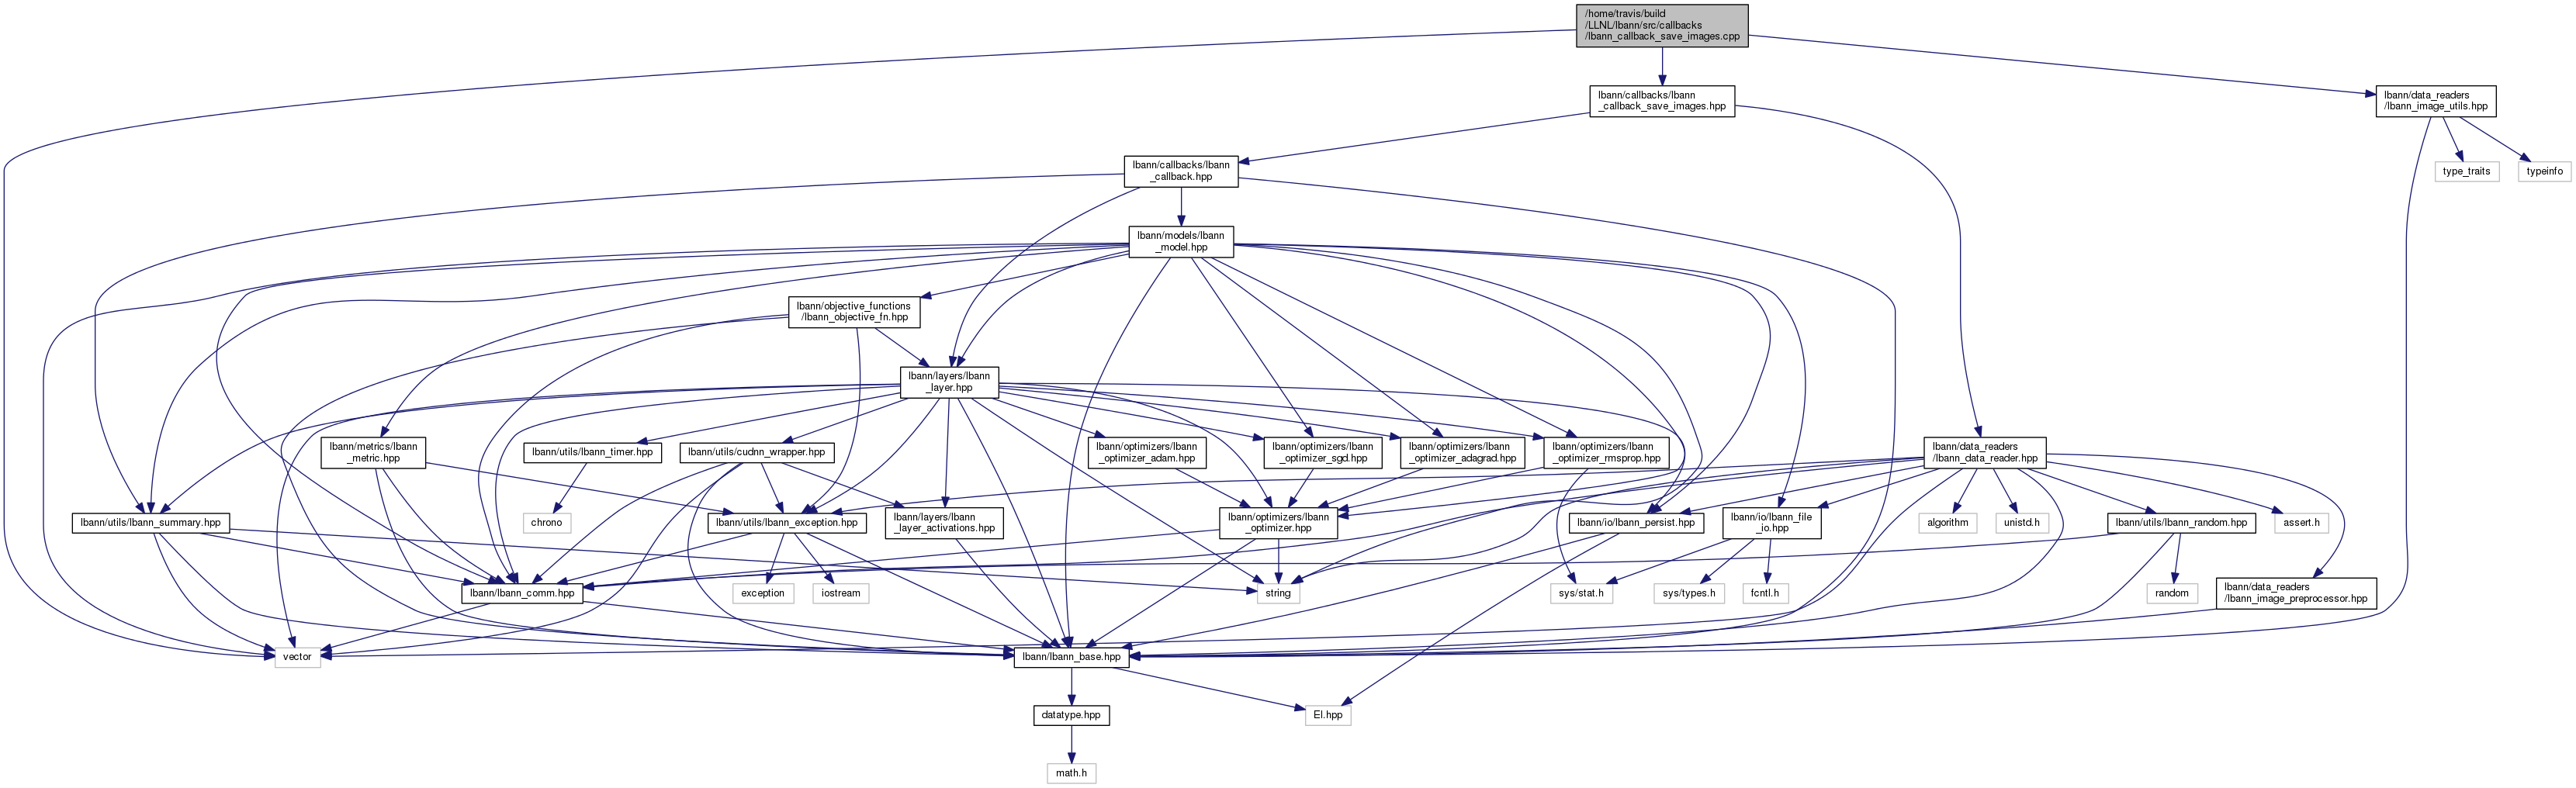 /home/travis/build
/LLNL/lbann/src/callbacks
/lbann_callback_save_images.cpp
lbann/callbacks/lbann
_callback_save_images.hpp
lbann/data_readers
/lbann_image_utils.hpp
lbann/callbacks/lbann
_callback.hpp
type_traits
typeinfo
lbann/models/lbann
_model.hpp
lbann/objective_functions
/lbann_objective_fn.hpp
lbann/layers/lbann
_layer.hpp
lbann/metrics/lbann
_metric.hpp
lbann/utils/lbann_timer.hpp
lbann/utils/cudnn_wrapper.hpp
lbann/optimizers/lbann
_optimizer_adam.hpp
lbann/optimizers/lbann
_optimizer_sgd.hpp
lbann/optimizers/lbann
_optimizer_adagrad.hpp
lbann/optimizers/lbann
_optimizer_rmsprop.hpp
lbann/data_readers
/lbann_data_reader.hpp
lbann/utils/lbann_summary.hpp
chrono
lbann/utils/lbann_exception.hpp
lbann/layers/lbann
_layer_activations.hpp
lbann/optimizers/lbann
_optimizer.hpp
lbann/io/lbann_persist.hpp
lbann/io/lbann_file
_io.hpp
algorithm
unistd.h
lbann/utils/lbann_random.hpp
assert.h
lbann/lbann_comm.hpp
exception
iostream
string
sys/stat.h
sys/types.h
fcntl.h
random
lbann/data_readers
/lbann_image_preprocessor.hpp
vector
lbann/lbann_base.hpp
datatype.hpp
El.hpp
math.h